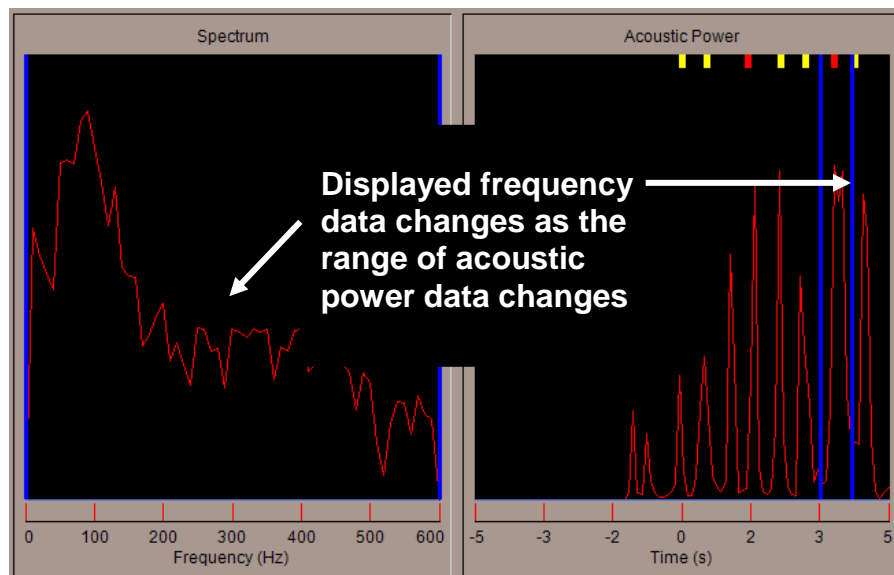 Spectrum
Acoustic Power
Displayed frequency
data changes as the
range of acoustic
power data changes
0 100 200 300 400 500 600
Frequency (Hz)
-5 -3 -2 0 2 3 5
Time (s)